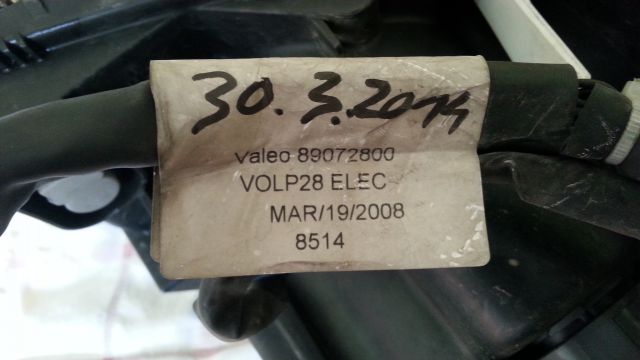 30.3.2014
Valeo 89072800
VOLP28 ELEC
MAR/19/2008
8514